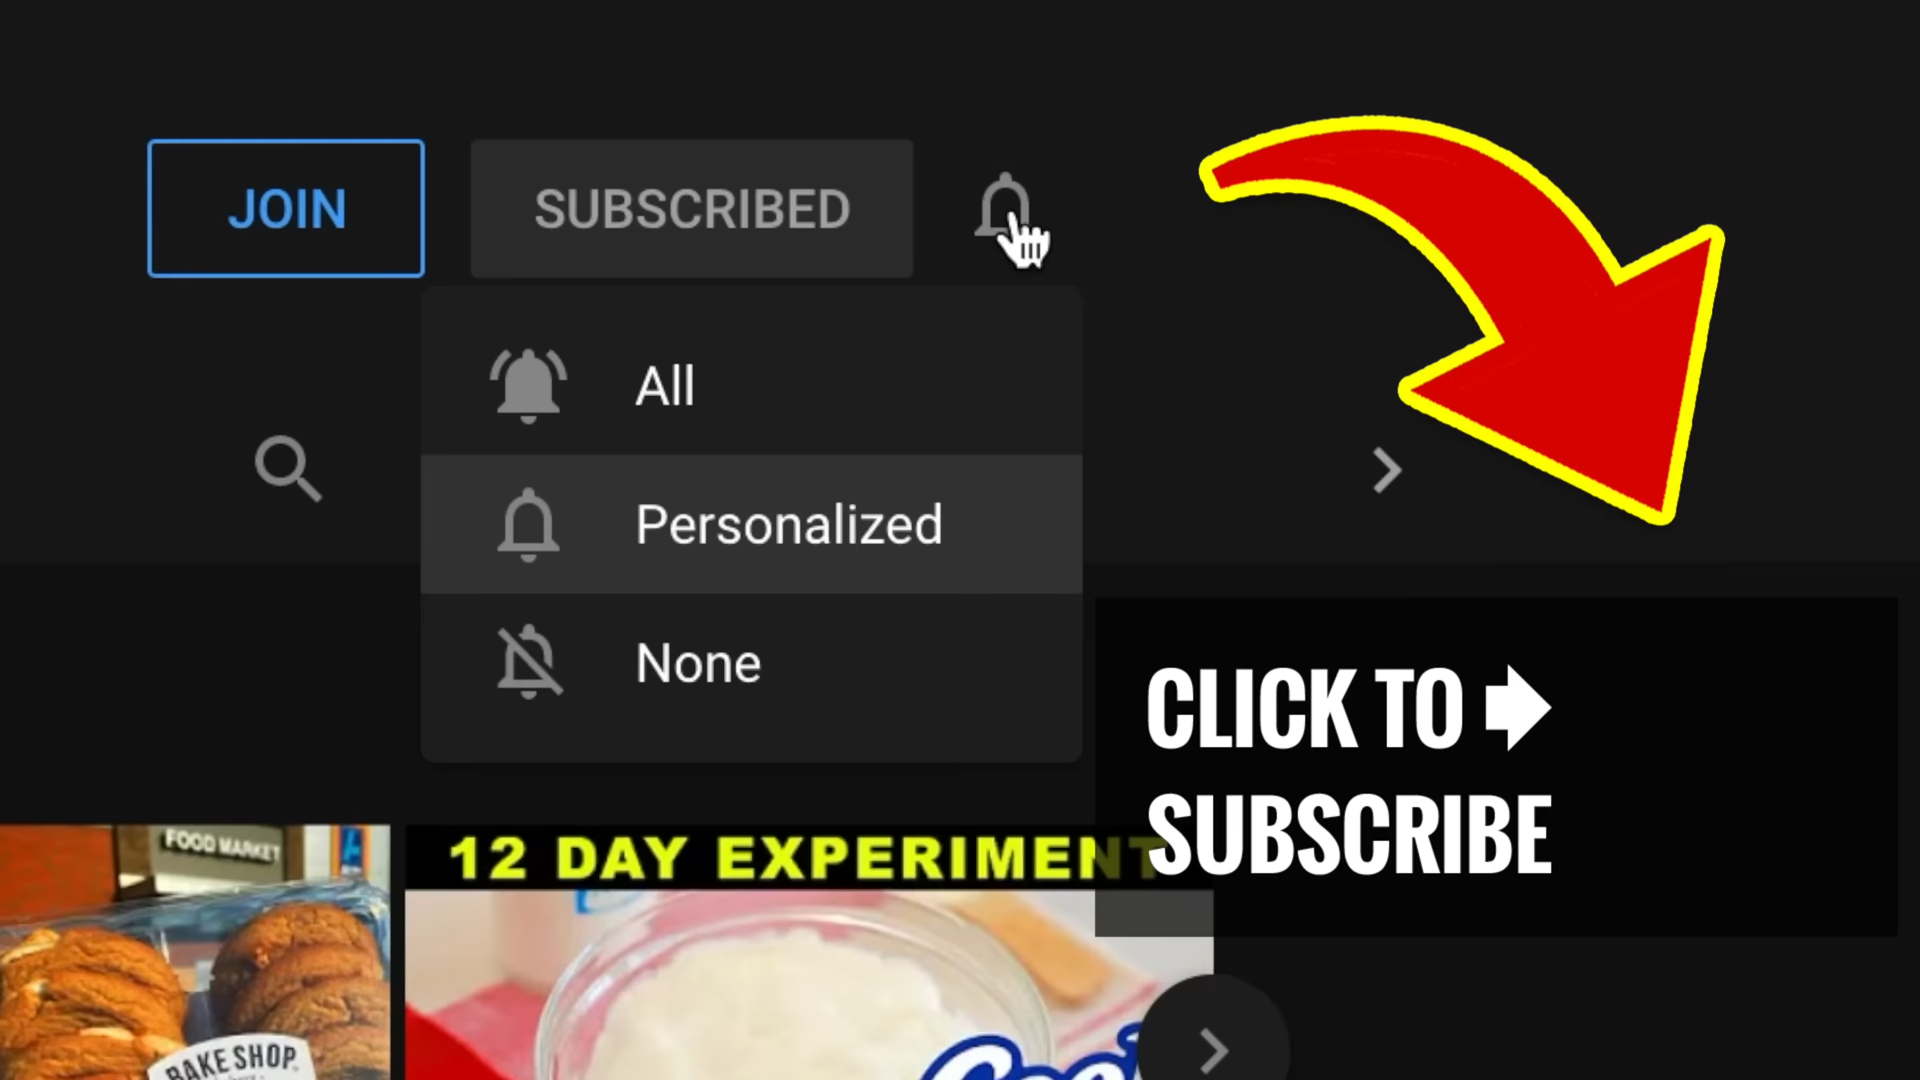 JOIN
SUBSCRIBED
All
Personalized
None
CLICK TO
SUBSCRIBE
FOOD MARKET
12 DAY EXPERIMENT
BAKE SHOP